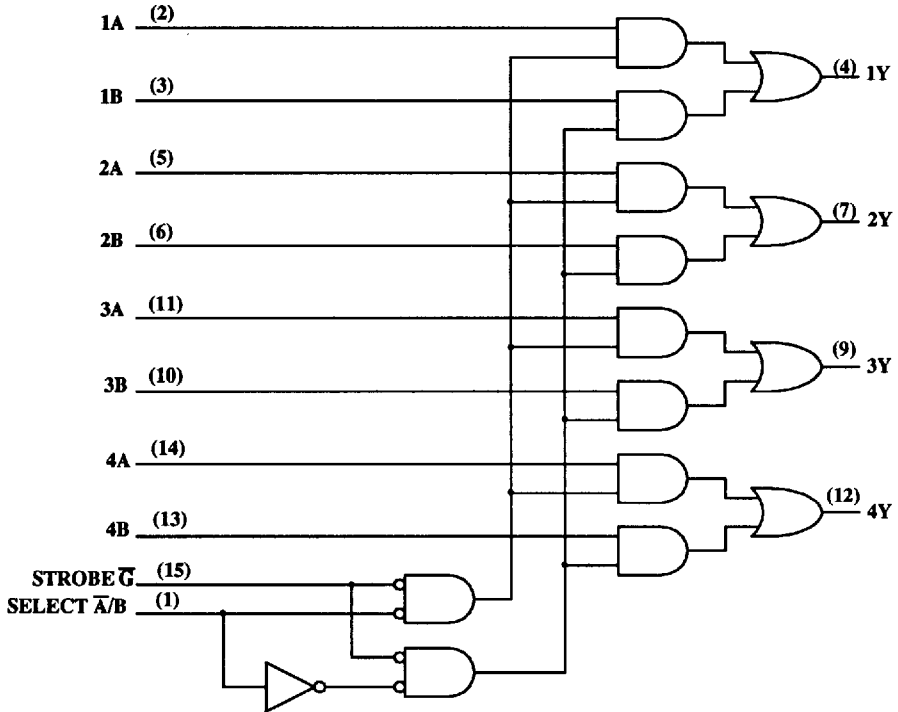 1A (2)
(4) 1Y
1B (3)
2A (5)
(7) 2Y
2B (6)
3A (11)
(9) 3Y
3B (10)
4A (14)
(12) 4Y
4B (13)
STROBE G̅ (15)
SELECT A̅/B (1)